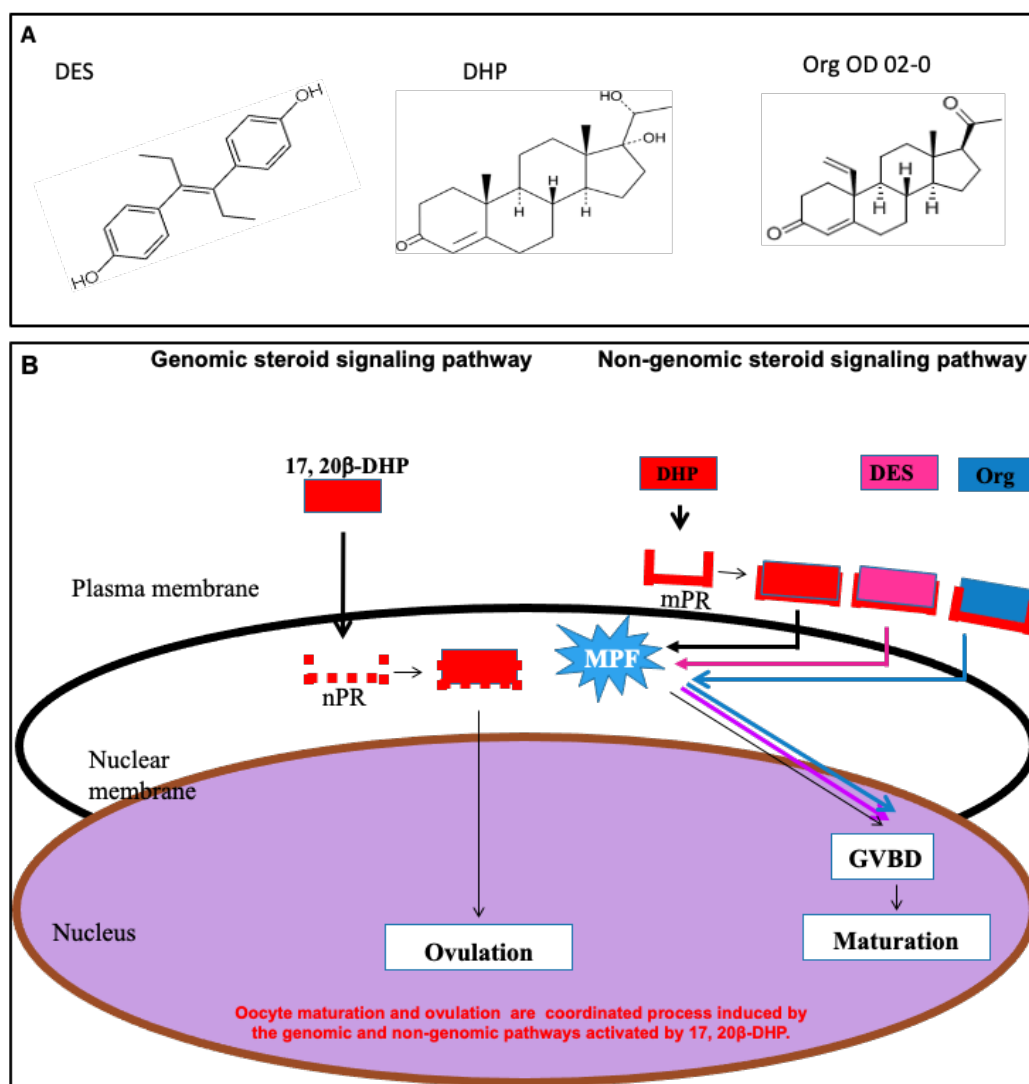 A
DES
DHP
Org OD 02-0
OH
HO
HO
OH
H
H
H
O
O
H
H
H
O
B
Genomic steroid signaling pathway
Non-genomic steroid signaling pathway
17, 20β-DHP
DHP
DES
Org
Plasma membrane
mPR
MPF
nPR
Nuclear
membrane
GVBD
Nucleus
Ovulation
Maturation
Oocyte maturation and ovulation are coordinated process induced by
the genomic and non-genomic pathways activated by 17, 20β-DHP.